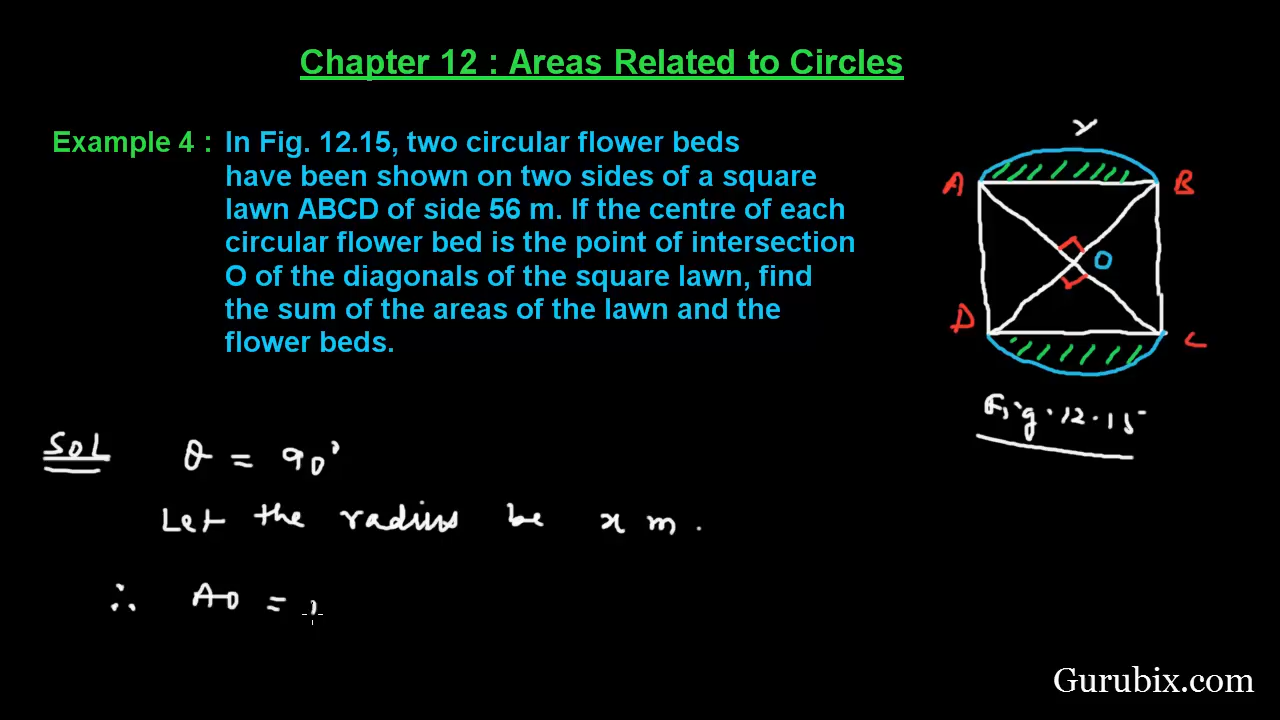 Chapter 12 : Areas Related to Circles
Example 4 : In Fig. 12.15, two circular flower beds
have been shown on two sides of a square
lawn ABCD of side 56 m. If the centre of each
circular flower bed is the point of intersection
O of the diagonals of the square lawn, find
the sum of the areas of the lawn and the
flower beds.
A
B
O
D
C
Fig. 12.15
Sol θ = 90°
Let the radius be x m.
∴ AO =
Gurubix.com